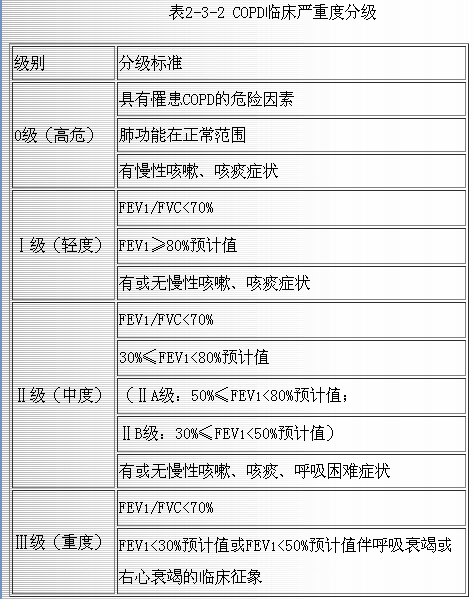 表2-3-2 COPD临床严重度分级
级别
分级标准
0级（高危）
具有罹患COPD的危险因素
肺功能在正常范围
有慢性咳嗽、咳痰症状
Ⅰ级（轻度）
FEV1/FVC<70%
FEV1≥80%预计值
有或无慢性咳嗽、咳痰症状
Ⅱ级（中度）
FEV1/FVC<70%
30%≤FEV1<80%预计值
（ⅡA级：50%≤FEV1<80%预计值；
ⅡB级：30%≤FEV1<50%预计值）
有或无慢性咳嗽、咳痰、呼吸困难症状
Ⅲ级（重度）
FEV1/FVC<70%
FEV1<30%预计值或FEV1<50%预计值伴呼吸衰竭或
右心衰竭的临床征象